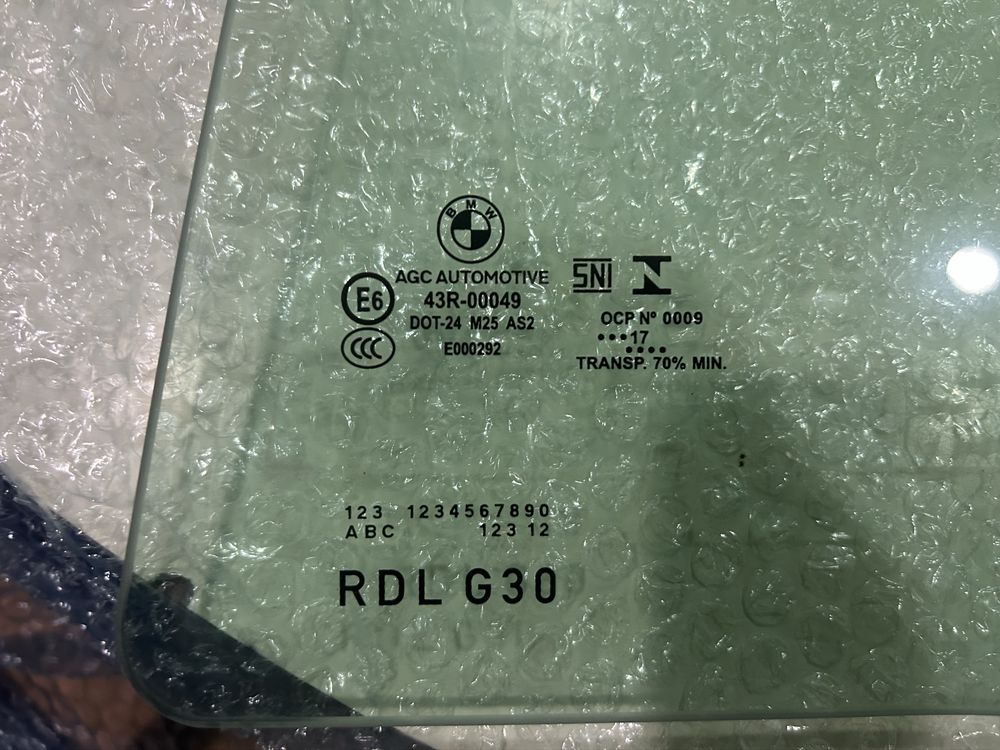 BMW
AGC AUTOMOTIVE
E6
43R-00049
DOT-24 M25 AS2
CCC
E000292
SNI
N
OCP Nº 0009
•••17
••••
TRANSP. 70% MIN.
123 1234567890
ABC 123 12
RDL G30